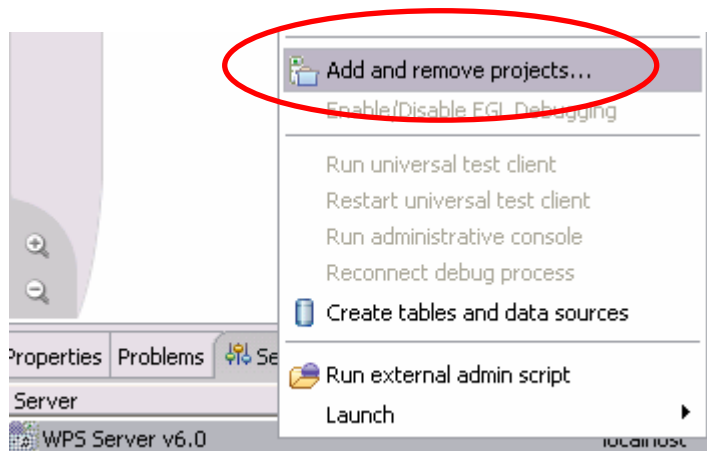 Add and remove projects...
Enable/Disable EGL Debugging
Run universal test client
Restart universal test client
Run administrative console
Reconnect debug process
Create tables and data sources
Properties Problems Se
Run external admin script
Server
Launch
WPS Server v6.0 localhost